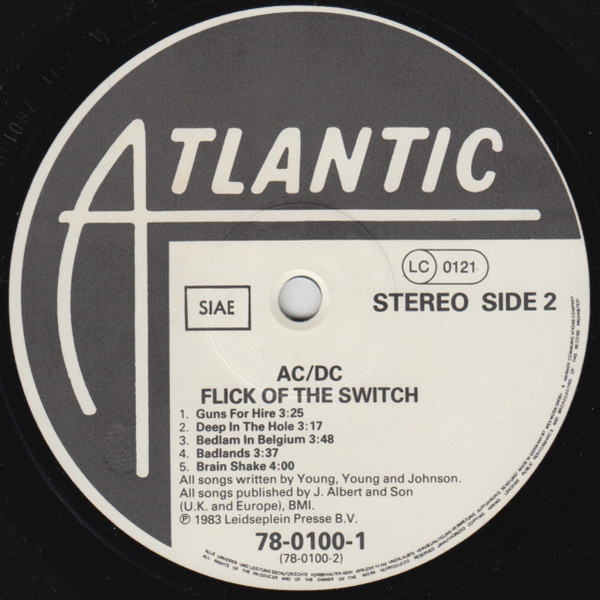 ATLANTIC
LC 0121
SIAE
STEREO SIDE 2
AC/DC
FLICK OF THE SWITCH
1. Guns For Hire 3:25
2. Deep In The Hole 3:17
3. Bedlam In Belgium 3:48
4. Badlands 3:37
5. Brain Shake 4:00
All songs written by Young, Young and Johnson.
All songs published by J. Albert and Son
(U.K. and Europe), BMI.
℗ 1983 Leidseplein Presse B.V.
78-0100-1
(78-0100-2)